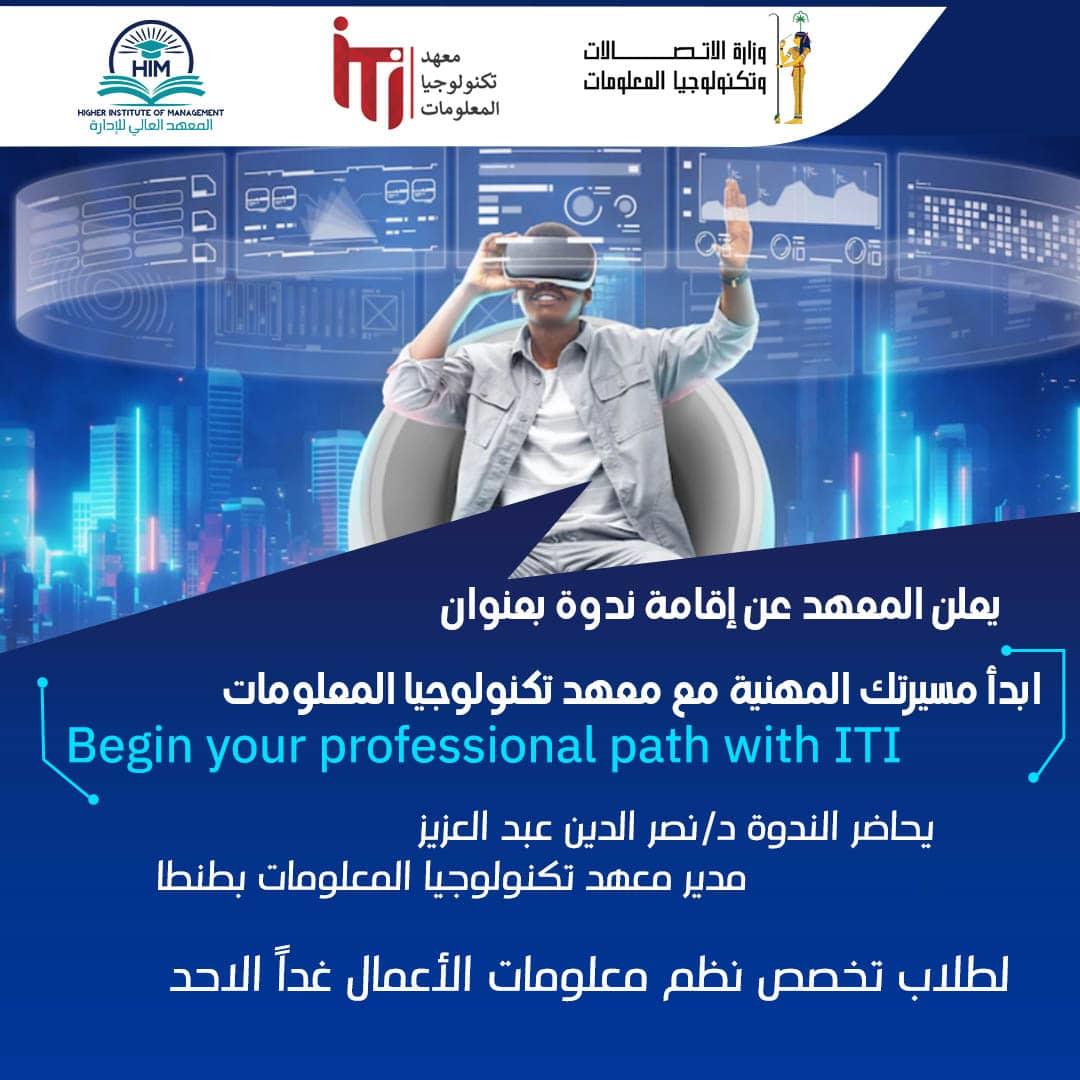 وزارة الاتصالات
وتكنولوجيا المعلومات
iTi
معهد
تكنولوجيا
المعلومات
HIM
HIGHER INSTITUTE OF MANAGEMENT
المعهد العالي للإدارة
يعلن المعهد عن إقامة ندوة بعنوان
ابدأ مسيرتك المهنية مع معهد تكنولوجيا المعلومات
Begin your professional path with ITI
يحاضر الندوة د/نصر الدين عبد العزيز
مدير معهد تكنولوجيا المعلومات بطنطا
لطلاب تخصص نظم معلومات الأعمال غداً الاحد